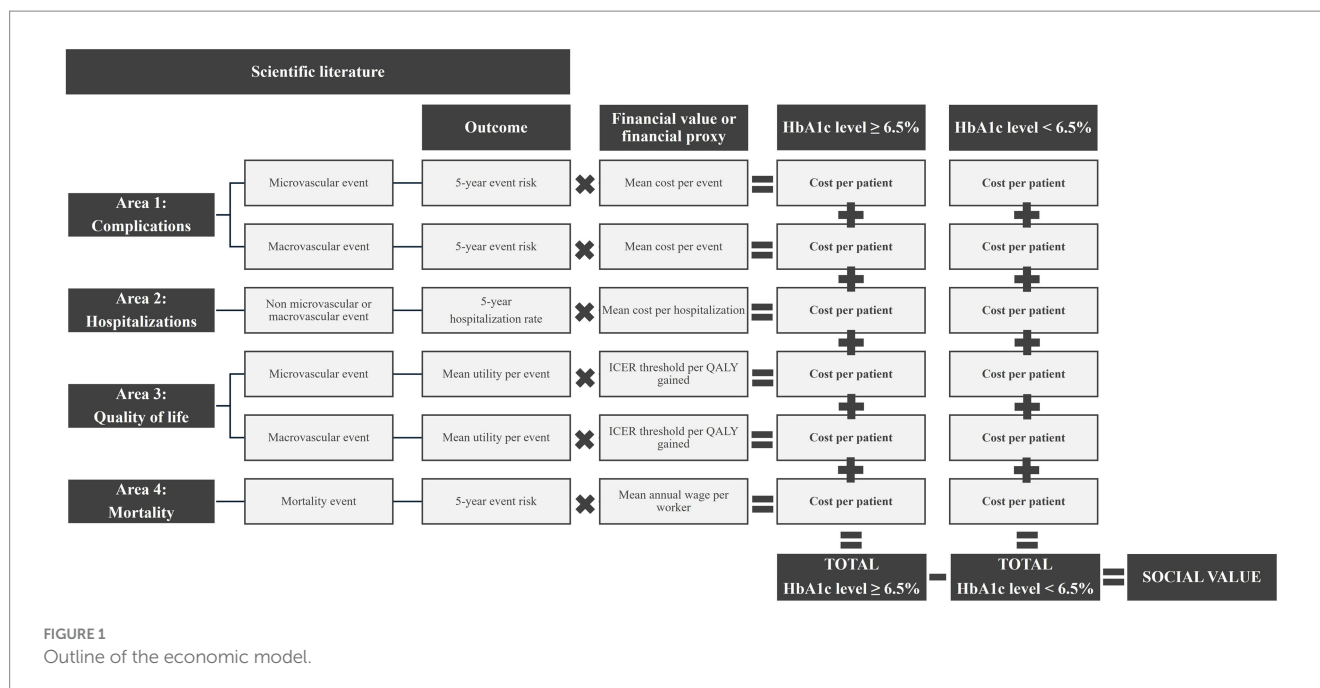 Scientific literature
Outcome
Financial value or
financial proxy
HbA1c level ≥ 6.5%
HbA1c level < 6.5%
Area 1:
Complications
Microvascular event
5-year event risk
✖
Mean cost per event
=
Cost per patient
Cost per patient
+
+
Macrovascular event
5-year event risk
✖
Mean cost per event
=
Cost per patient
Cost per patient
+
+
Area 2:
Hospitalizations
Non microvascular or
macrovascular event
5-year
hospitalization rate
✖
Mean cost per hospitalization
=
Cost per patient
Cost per patient
+
+
Area 3:
Quality of life
Microvascular event
Mean utility per event
✖
ICER threshold per QALY
gained
=
Cost per patient
Cost per patient
+
+
Macrovascular event
Mean utility per event
✖
ICER threshold per QALY
gained
=
Cost per patient
Cost per patient
+
+
Area 4:
Mortality
Mortality event
5-year event risk
✖
Mean annual wage per
worker
=
Cost per patient
Cost per patient
=
=
TOTAL
HbA1c level ≥ 6.5%
-
TOTAL
HbA1c level < 6.5%
=
SOCIAL VALUE
FIGURE 1
Outline of the economic model.